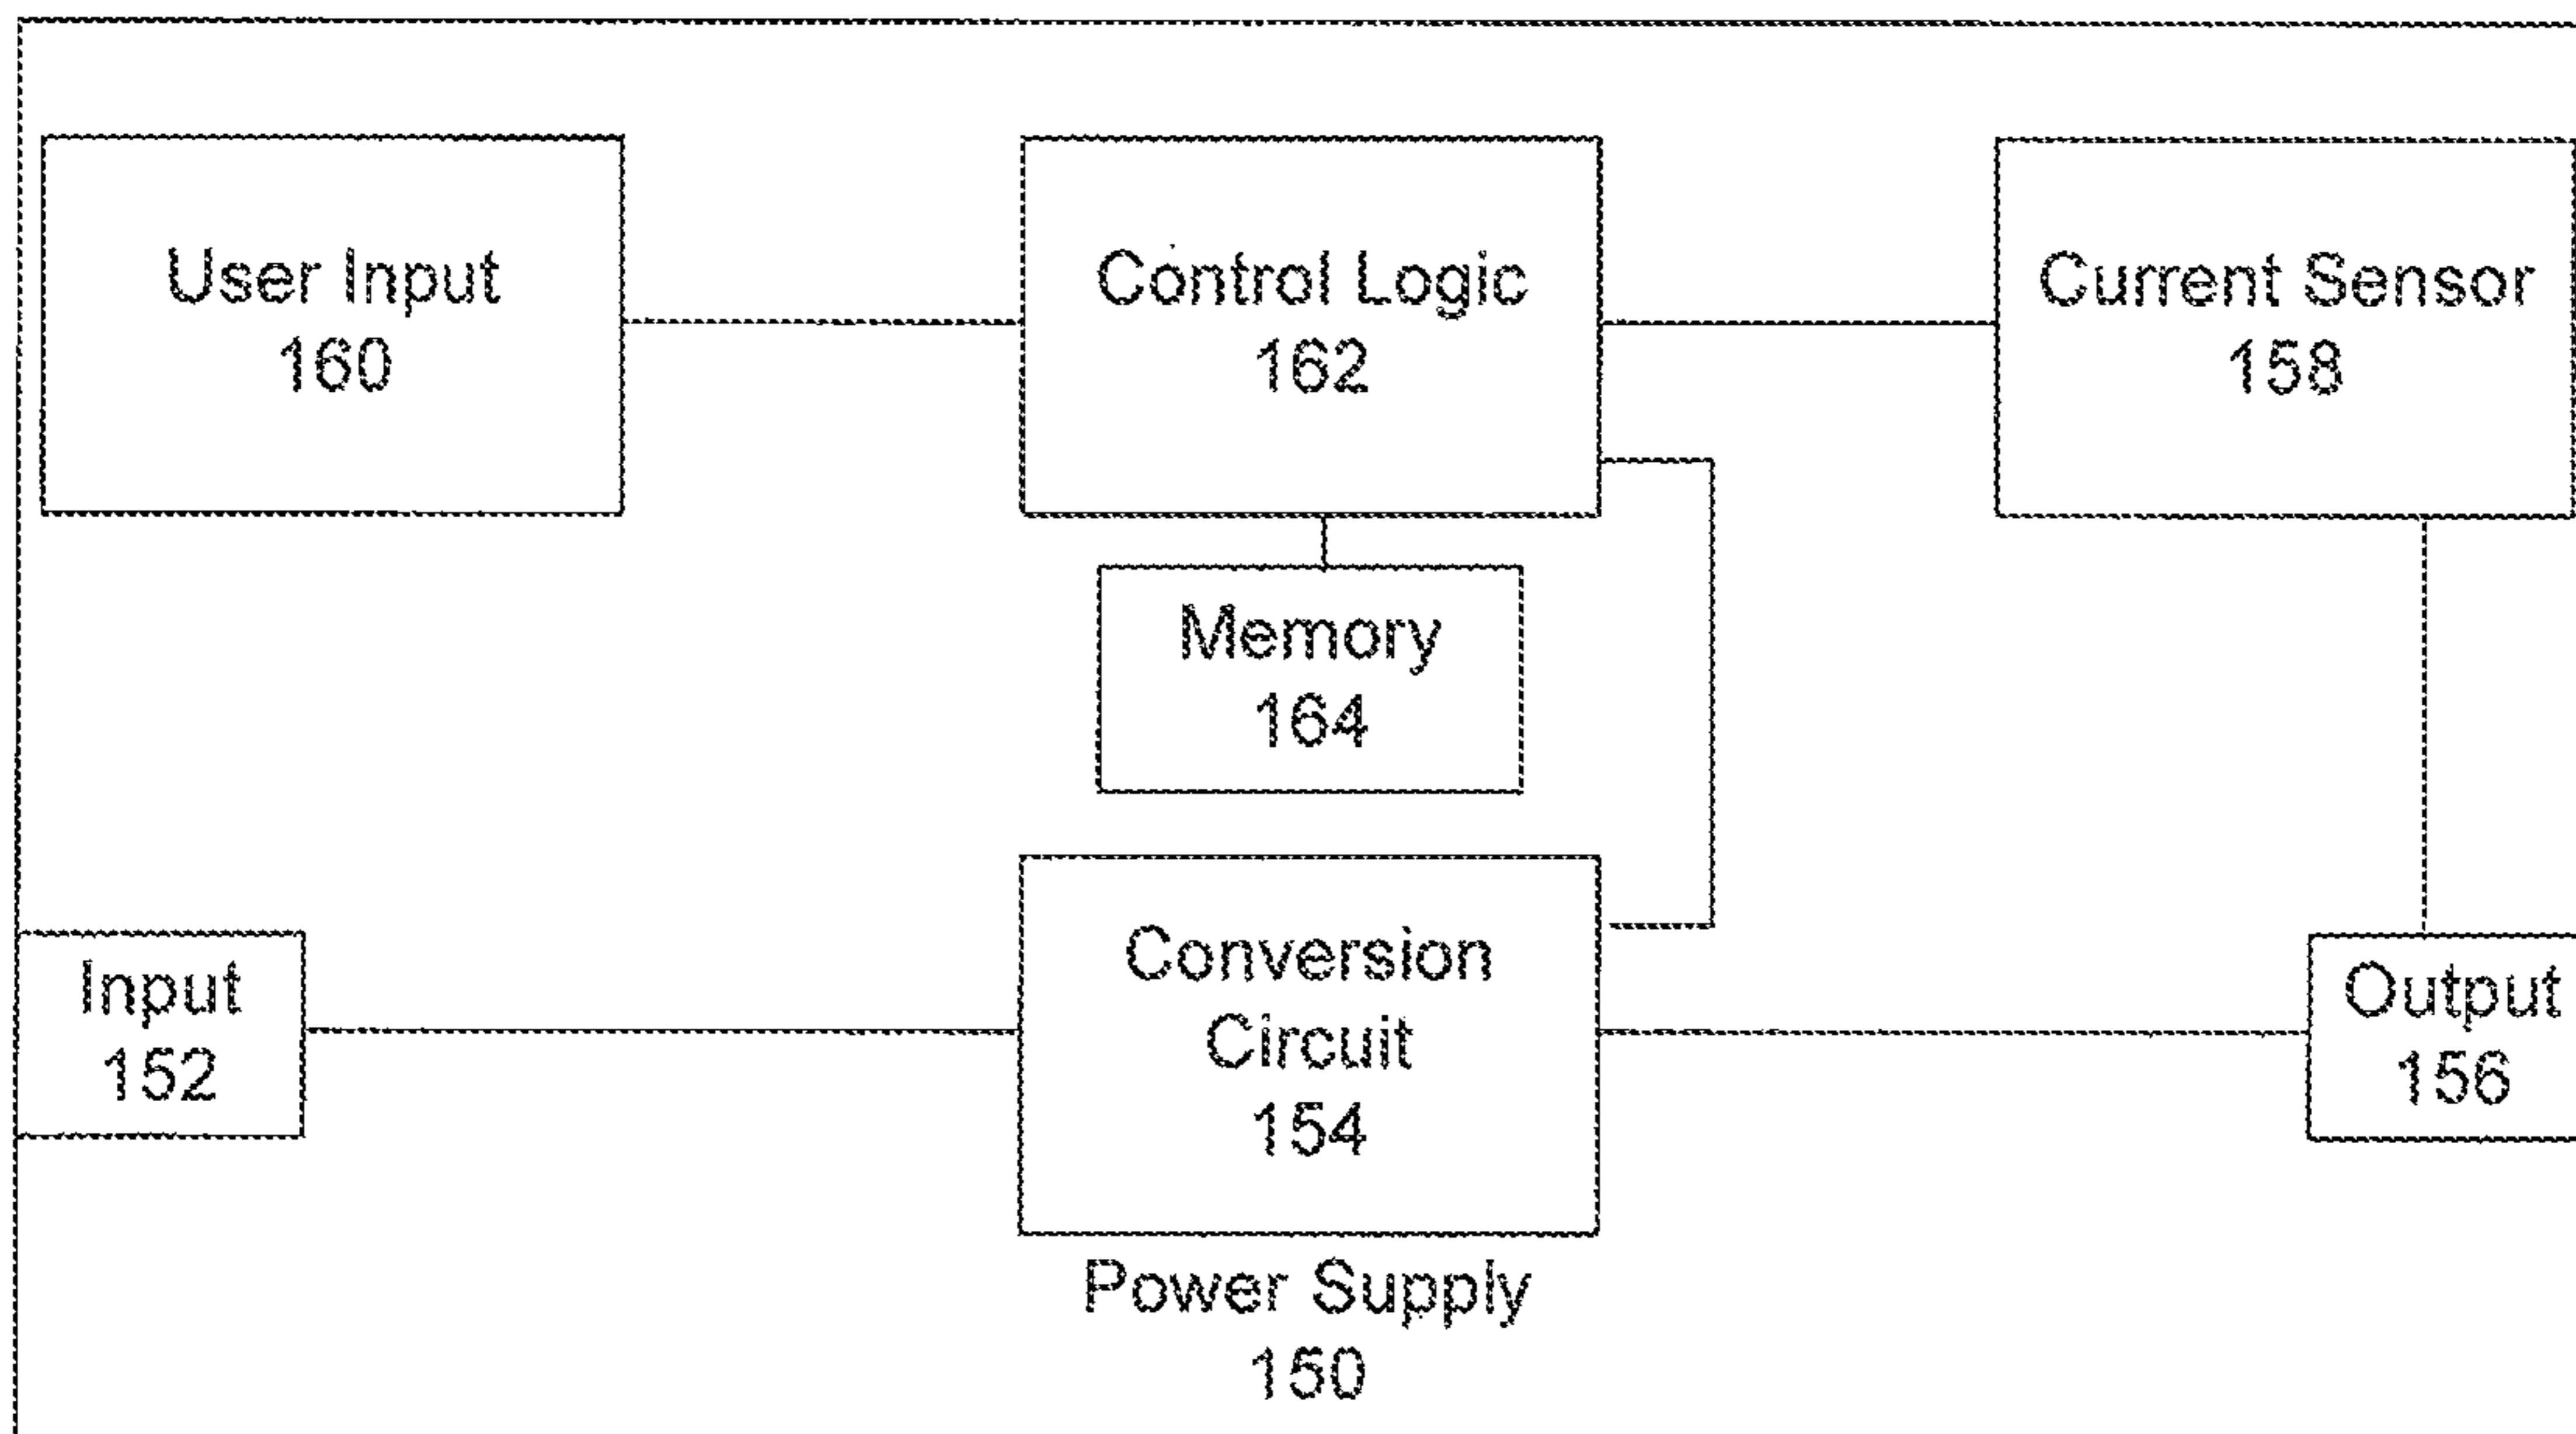 User Input
160
Control Logic
162
Current Sensor
158
Memory
164
Input
152
Conversion
Circuit
154
Output
156
Power Supply
150